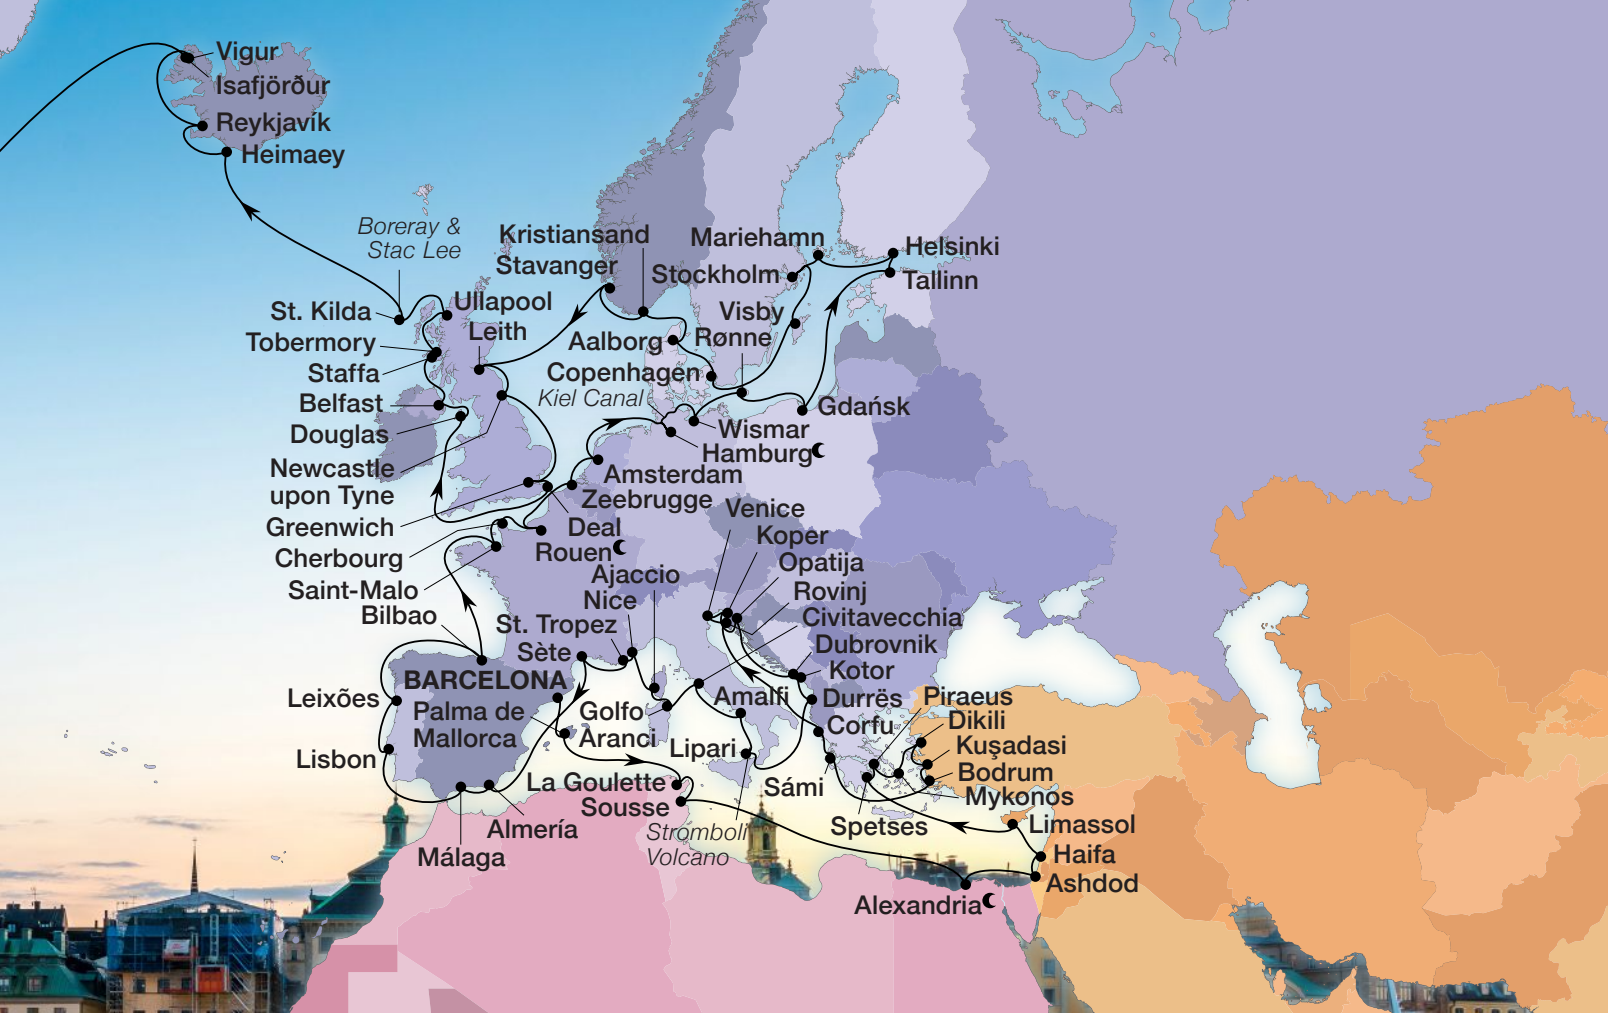 Vigur
Isafjörður
Reykjavík
Heimaey
Boreray &
Stac Lee
Kristiansand
Stavanger
Mariehamn
Helsinki
Stockholm
Tallinn
St. Kilda
Ullapool
Leith
Visby
Rønne
Tobermory
Aalborg
Staffa
Copenhagen
Kiel Canal
Belfast
Gdańsk
Douglas
Wismar
Hamburg
Newcastle
upon Tyne
Amsterdam
Zeebrugge
Greenwich
Deal
Venice
Cherbourg
Rouen
Koper
Saint-Malo
Ajaccio
Opatija
Bilbao
Nice
Rovinj
St. Tropez
Civitavecchia
Sète
Dubrovnik
BARCELONA
Kotor
Leixões
Palma de
Mallorca
Golfo
Aranci
Amalfi
Durrës
Piraeus
Corfu
Dikili
Lisbon
Lipari
Kuşadasi
La Goulette
Sámi
Bodrum
Sousse
Mykonos
Almería
Stromboli
Volcano
Spetses
Limassol
Málaga
Haifa
Ashdod
Alexandria